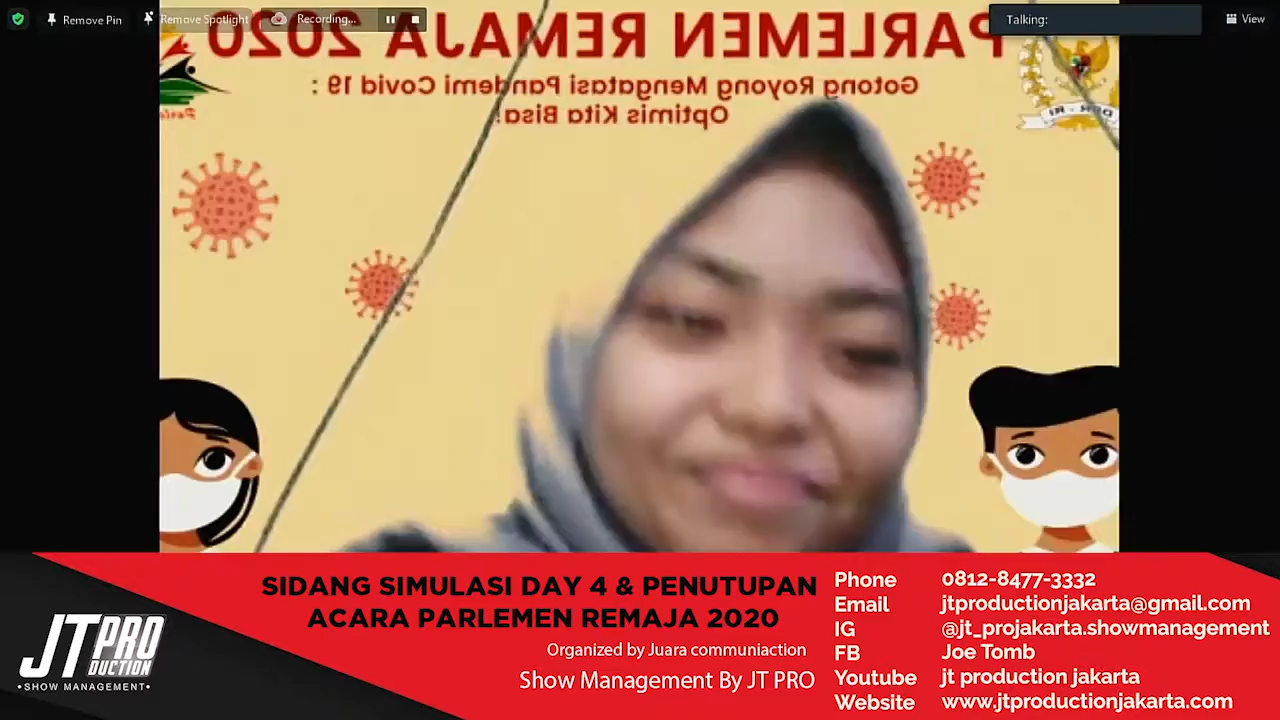 Remove Pin
Remove Spotlight
Recording...
Talking:
View
PARLEMEN REMAJA 2020
Gotong Royong Mengatasi Pandemi Covid 19 :
Optimis Kita Bisa!
DPR RI
SIDANG SIMULASI DAY 4 & PENUTUPAN
ACARA PARLEMEN REMAJA 2020
Organized by Juara communiaction
Show Management By JT PRO
JT PRO
DUCTION
•SHOW MANAGEMENT•
Phone 0812-8477-3332
Email jtproductionjakarta@gmail.com
IG @jt_projakarta.showmanagement
FB Joe Tomb
Youtube jt production jakarta
Website www.jtproductionjakarta.com